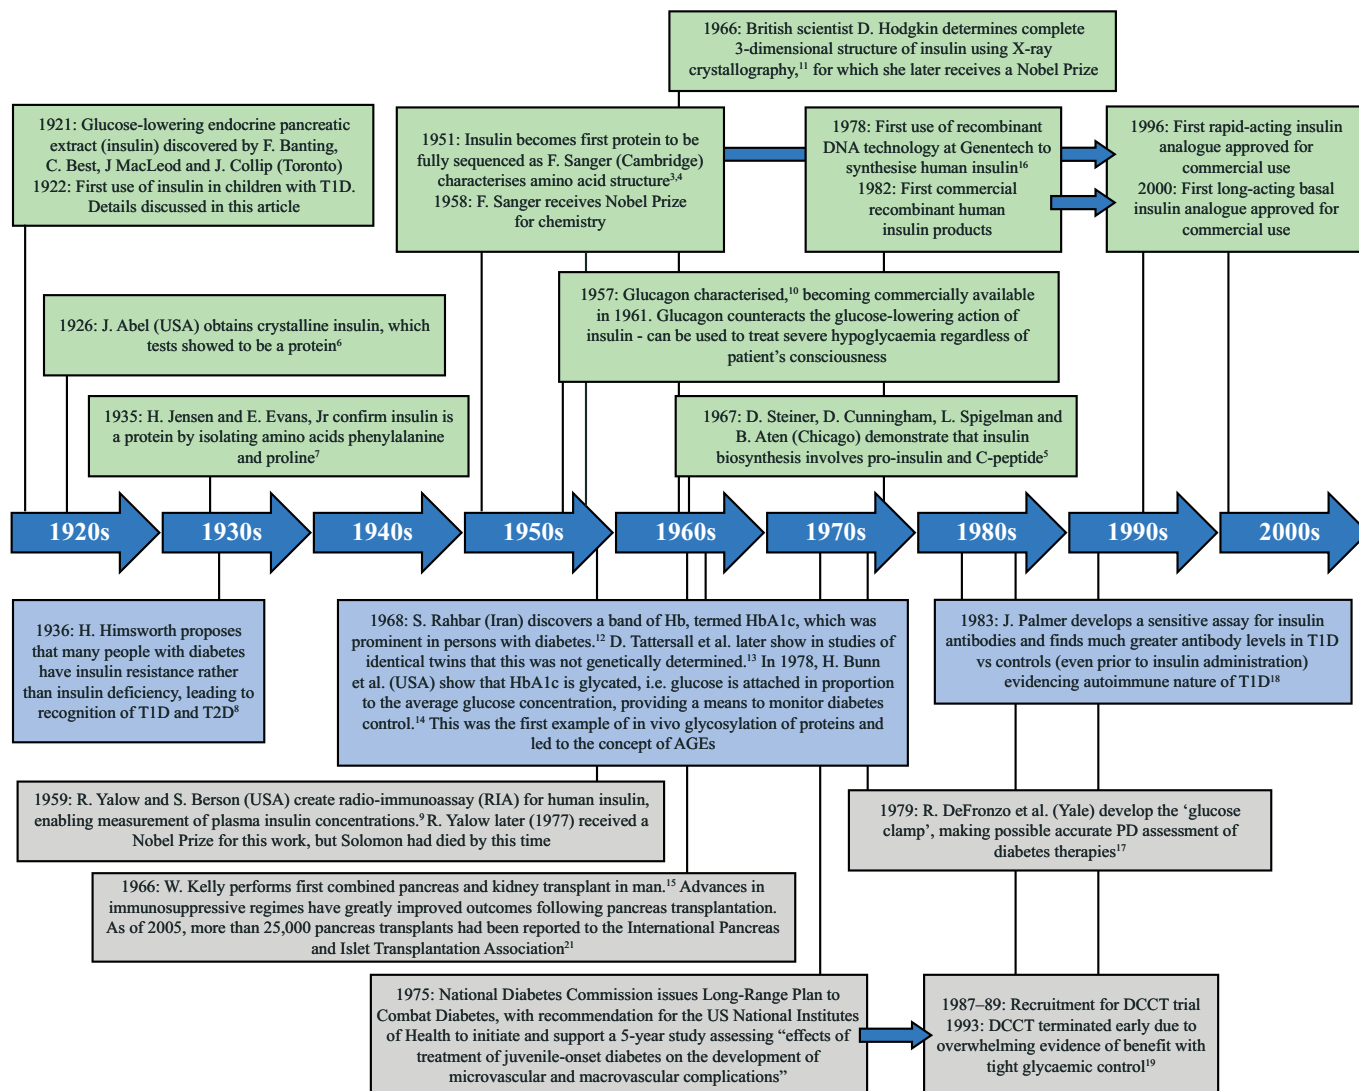 1966: British scientist D. Hodgkin determines complete
3-dimensional structure of insulin using X-ray
crystallography,¹¹ for which she later receives a Nobel Prize
1921: Glucose-lowering endocrine pancreatic
extract (insulin) discovered by F. Banting,
C. Best, J MacLeod and J. Collip (Toronto)
1922: First use of insulin in children with T1D.
Details discussed in this article
1951: Insulin becomes first protein to be
fully sequenced as F. Sanger (Cambridge)
characterises amino acid structure³,⁴
1958: F. Sanger receives Nobel Prize
for chemistry
1978: First use of recombinant
DNA technology at Genentech to
synthesise human insulin¹⁶
1982: First commercial
recombinant human
insulin products
1996: First rapid-acting insulin
analogue approved for
commercial use
2000: First long-acting basal
insulin analogue approved for
commercial use
1926: J. Abel (USA) obtains crystalline insulin, which
tests showed to be a protein⁶
1957: Glucagon characterised,¹⁰ becoming commercially available
in 1961. Glucagon counteracts the glucose-lowering action of
insulin - can be used to treat severe hypoglycaemia regardless of
patient's consciousness
1935: H. Jensen and E. Evans, Jr confirm insulin is
a protein by isolating amino acids phenylalanine
and proline⁷
1967: D. Steiner, D. Cunningham, L. Spigelman and
B. Aten (Chicago) demonstrate that insulin
biosynthesis involves pro-insulin and C-peptide⁵
1920s 1930s 1940s 1950s 1960s 1970s 1980s 1990s 2000s
1936: H. Himsworth proposes
that many people with diabetes
have insulin resistance rather
than insulin deficiency, leading to
recognition of T1D and T2D⁸
1968: S. Rahbar (Iran) discovers a band of Hb, termed HbA1c, which was
prominent in persons with diabetes.¹² D. Tattersall et al. later show in studies of
identical twins that this was not genetically determined.¹³ In 1978, H. Bunn
et al. (USA) show that HbA1c is glycated, i.e. glucose is attached in proportion
to the average glucose concentration, providing a means to monitor diabetes
control.¹⁴ This was the first example of in vivo glycosylation of proteins and
led to the concept of AGEs
1983: J. Palmer develops a sensitive assay for insulin
antibodies and finds much greater antibody levels in T1D
vs controls (even prior to insulin administration)
evidencing autoimmune nature of T1D¹⁸
1959: R. Yalow and S. Berson (USA) create radio-immunoassay (RIA) for human insulin,
enabling measurement of plasma insulin concentrations.⁹ R. Yalow later (1977) received a
Nobel Prize for this work, but Solomon had died by this time
1979: R. DeFronzo et al. (Yale) develop the 'glucose
clamp', making possible accurate PD assessment of
diabetes therapies¹⁷
1966: W. Kelly performs first combined pancreas and kidney transplant in man.¹⁵ Advances in
immunosuppressive regimes have greatly improved outcomes following pancreas transplantation.
As of 2005, more than 25,000 pancreas transplants had been reported to the International Pancreas
and Islet Transplantation Association²¹
1975: National Diabetes Commission issues Long-Range Plan to
Combat Diabetes, with recommendation for the US National Institutes
of Health to initiate and support a 5-year study assessing "effects of
treatment of juvenile-onset diabetes on the development of
microvascular and macrovascular complications"
1987–89: Recruitment for DCCT trial
1993: DCCT terminated early due to
overwhelming evidence of benefit with
tight glycaemic control¹⁹